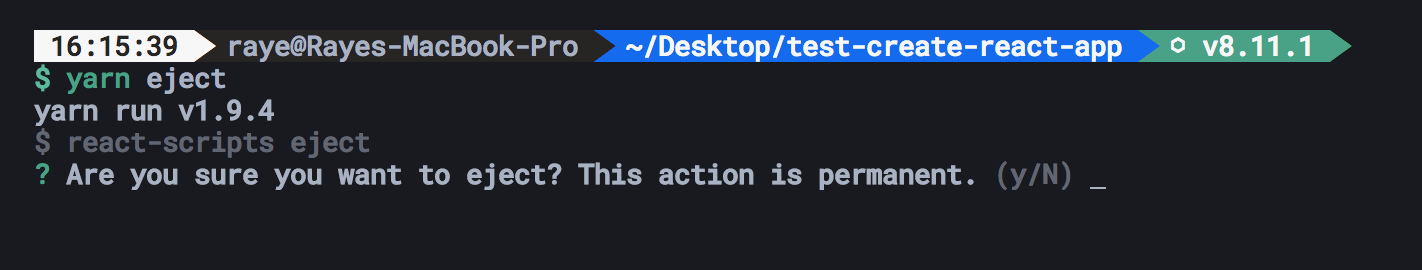 16:15:39 raye@Rayes-MacBook-Pro ~/Desktop/test-create-react-app v8.11.1
$ yarn eject
yarn run v1.9.4
$ react-scripts eject
? Are you sure you want to eject? This action is permanent. (y/N) _